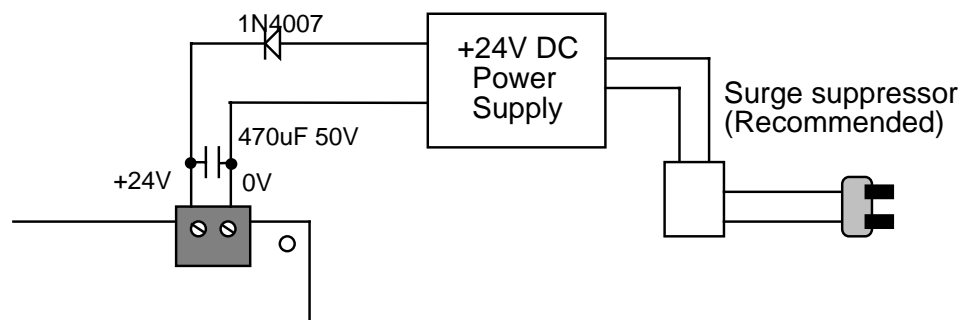 1N4007
+24V DC
Power
Supply
Surge suppressor
(Recommended)
470uF 50V
+24V
0V